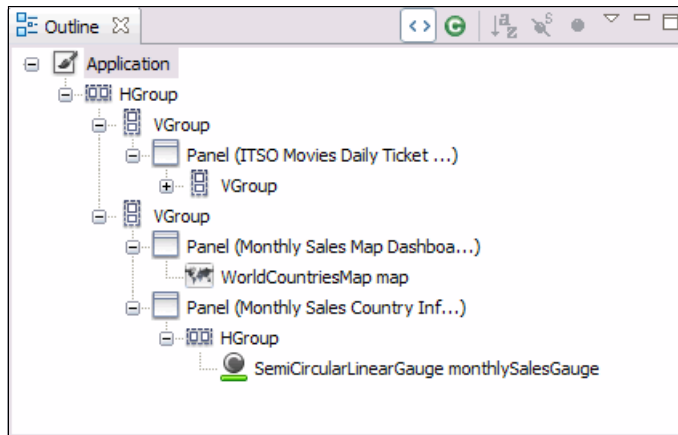 Outline
Application
HGroup
VGroup
Panel (ITSO Movies Daily Ticket ...)
VGroup
VGroup
Panel (Monthly Sales Map Dashboa...)
WorldCountriesMap map
Panel (Monthly Sales Country Inf...)
HGroup
SemiCircularLinearGauge monthlySalesGauge